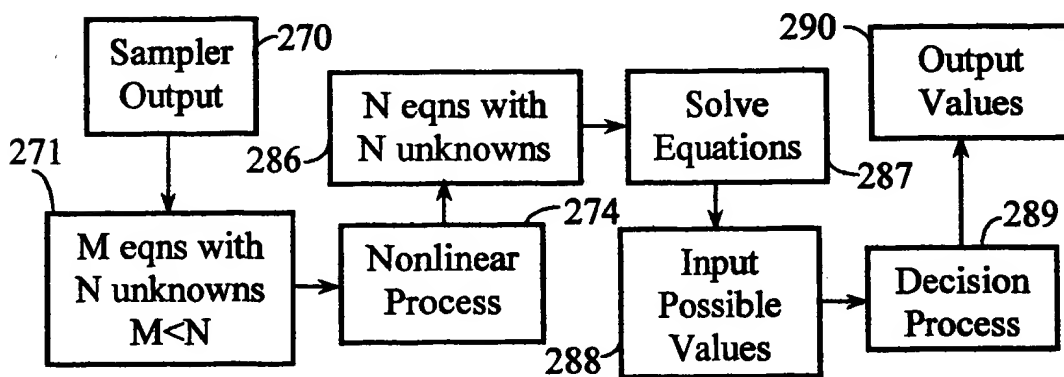 270
Sampler
Output
271
M eqns with
N unknowns
M<N
274
Nonlinear
Process
286
N eqns with
N unknowns
Solve
Equations
287
Input
Possible
Values
288
289
Decision
Process
290
Output
Values